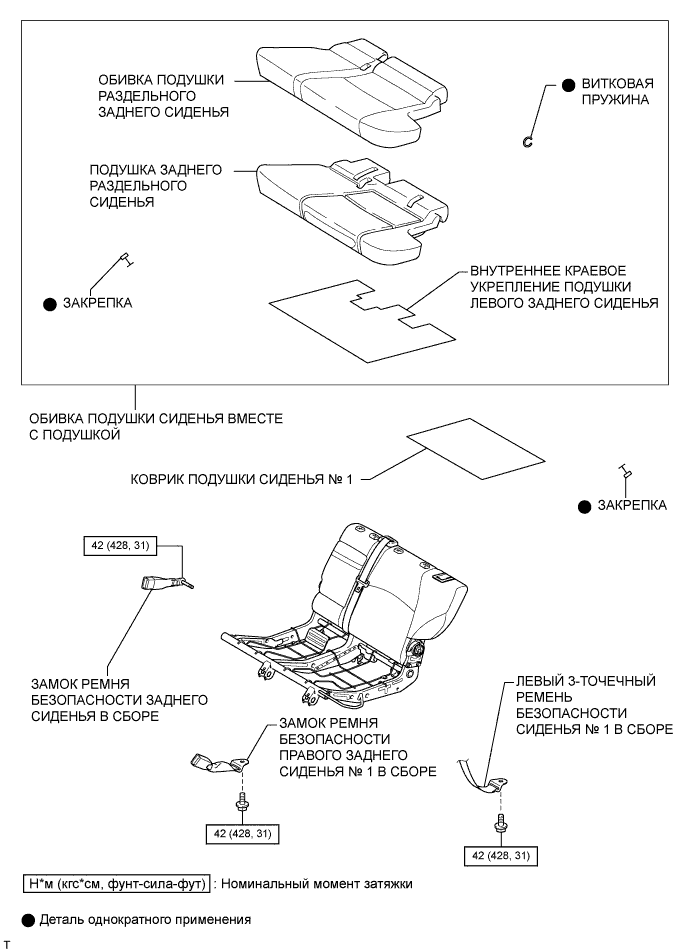 ОБИВКА ПОДУШКИ
РАЗДЕЛЬНОГО
ЗАДНЕГО СИДЕНЬЯ
ВИТКОВАЯ
ПРУЖИНА
ПОДУШКА ЗАДНЕГО
РАЗДЕЛЬНОГО
СИДЕНЬЯ
ВНУТРЕННЕЕ КРАЕВОЕ
УКРЕПЛЕНИЕ ПОДУШКИ
ЛЕВОГО ЗАДНЕГО СИДЕНЬЯ
ЗАКРЕПКА
ОБИВКА ПОДУШКИ СИДЕНЬЯ ВМЕСТЕ
С ПОДУШКОЙ
КОВРИК ПОДУШКИ СИДЕНЬЯ № 1
ЗАКРЕПКА
42 (428, 31)
ЗАМОК РЕМНЯ
БЕЗОПАСНОСТИ ЗАДНЕГО
СИДЕНЬЯ В СБОРЕ
ЛЕВЫЙ 3-ТОЧЕЧНЫЙ
РЕМЕНЬ
БЕЗОПАСНОСТИ
СИДЕНЬЯ № 1 В СБОРЕ
ЗАМОК РЕМНЯ
БЕЗОПАСНОСТИ
ПРАВОГО ЗАДНЕГО
СИДЕНЬЯ № 1 В СБОРЕ
42 (428, 31)
42 (428, 31)
Н*м (кгс*см, фунт-сила-фут) : Номинальный момент затяжки
Деталь однократного применения
T